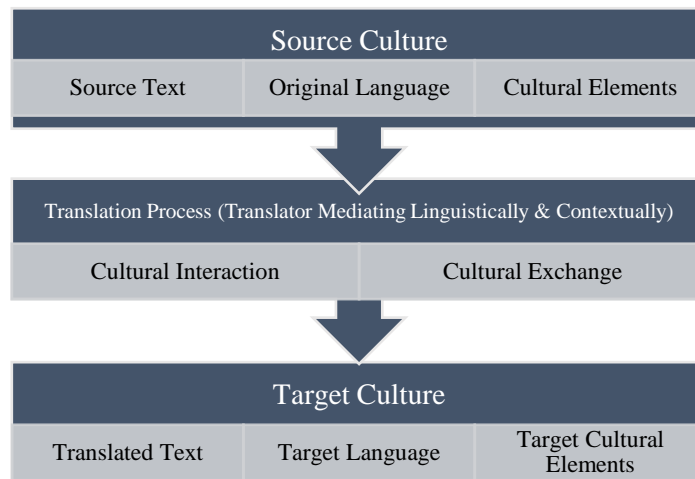 Source Culture
Source Text
Original Language
Cultural Elements
Translation Process (Translator Mediating Linguistically & Contextually)
Cultural Interaction
Cultural Exchange
Target Culture
Translated Text
Target Language
Target Cultural
Elements